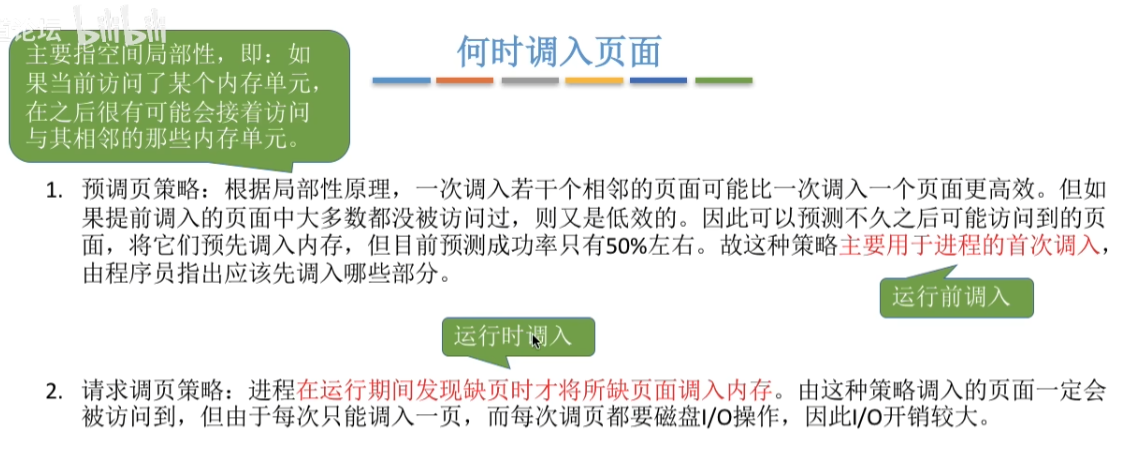 论坛 bilibili
何时调入页面
主要指空间局部性，即：如
果当前访问了某个内存单元，
在之后很有可能会接着访问
与其相邻的那些内存单元。
1. 预调页策略：根据局部性原理，一次调入若干个相邻的页面可能比一次调入一个页面更高效。但如
果提前调入的页面中大多数都没被访问过，则又是低效的。因此可以预测不久之后可能访问到的页
面，将它们预先调入内存，但目前预测成功率只有50%左右。故这种策略主要用于进程的首次调入，
由程序员指出应该先调入哪些部分。
运行前调入
运行时调入
2. 请求调页策略：进程在运行期间发现缺页时才将所缺页面调入内存。由这种策略调入的页面一定会
被访问到，但由于每次只能调入一页，而每次调页都要磁盘I/O操作，因此I/O开销较大。